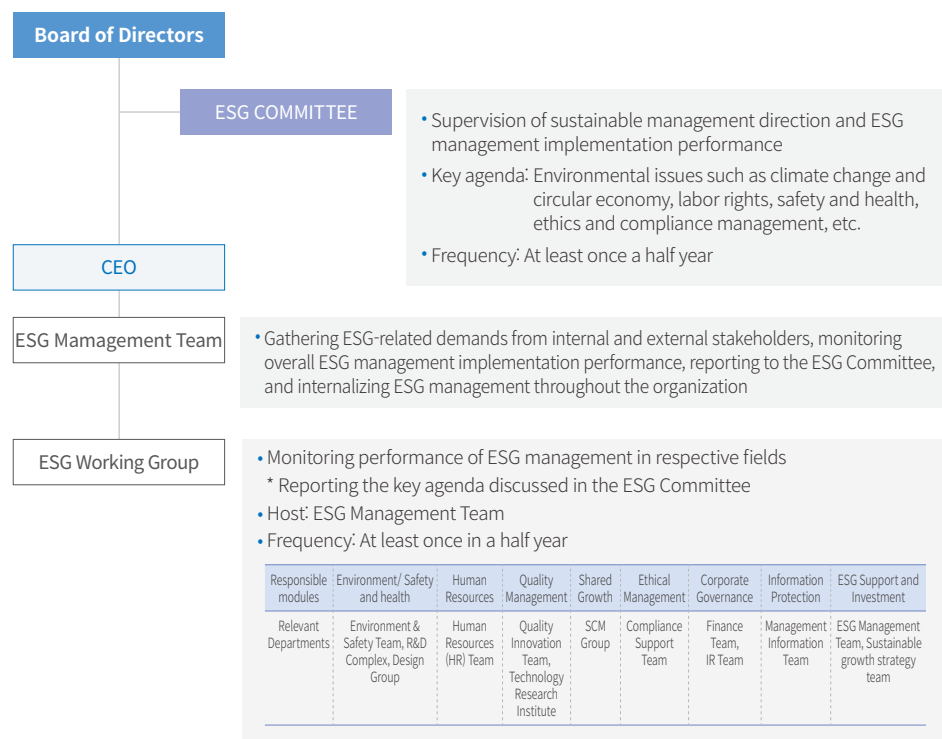 Board of Directors
ESG COMMITTEE
• Supervision of sustainable management direction and ESG
management implementation performance
• Key agenda: Environmental issues such as climate change and
circular economy, labor rights, safety and health,
ethics and compliance management, etc.
• Frequency: At least once a half year
CEO
ESG Mamagement Team
• Gathering ESG-related demands from internal and external stakeholders, monitoring
overall ESG management implementation performance, reporting to the ESG Committee,
and internalizing ESG management throughout the organization
ESG Working Group
• Monitoring performance of ESG management in respective fields
* Reporting the key agenda discussed in the ESG Committee
• Host: ESG Management Team
• Frequency: At least once in a half year
Responsible
modules
Environment/ Safety
and health
Human
Resources
Quality
Management
Shared
Growth
Ethical
Management
Corporate
Governance
Information
Protection
ESG Support and
Investment
Relevant
Departments
Environment &
Safety Team, R&D
Complex, Design
Group
Human
Resources
(HR) Team
Quality
Innovation
Team,
Technology
Research
Institute
SCM
Group
Compliance
Support
Team
Finance
Team,
IR Team
Management
Information
Team
ESG Management
Team, Sustainable
growth strategy
team